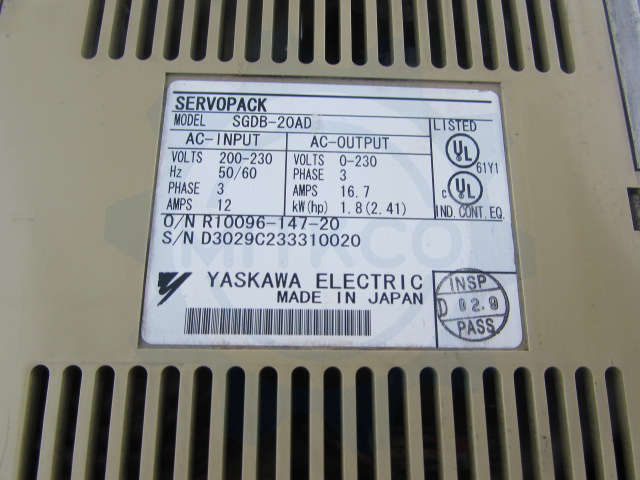 SERVOPACK
MODEL SGDB-20AD
AC-INPUT
VOLTS 200-230
Hz 50/60
PHASE 3
AMPS 12
AC-OUTPUT
VOLTS 0-230
PHASE 3
AMPS 16.7
kW(hp) 1.8(2.41)
LISTED
UL
61Y1
c UL
IND. CONT. EQ.
O/N R10096-147-20
S/N D3029C233310020
YASKAWA ELECTRIC
MADE IN JAPAN
INSP
D 02.9
PASS